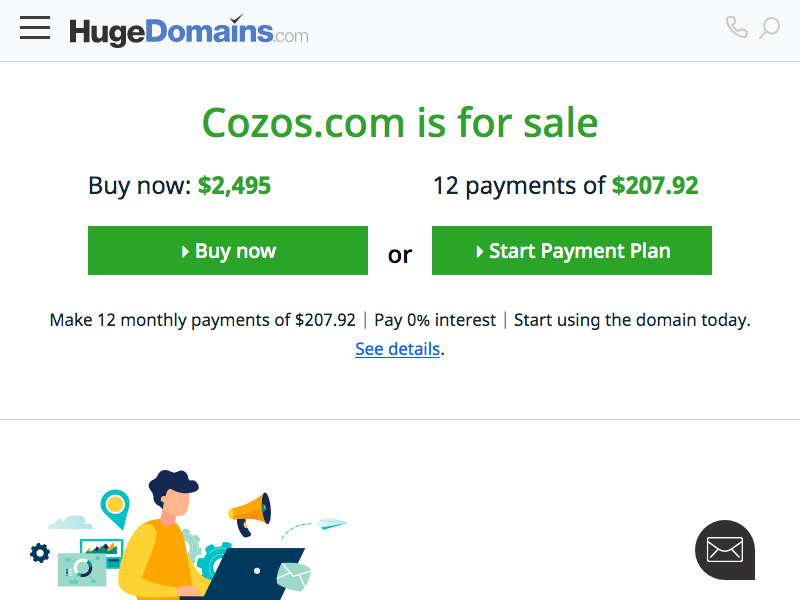 HugeDomains.com
Cozos.com is for sale
Buy now: $2,495
12 payments of $207.92
Buy now
or
Start Payment Plan
Make 12 monthly payments of $207.92 | Pay 0% interest | Start using the domain today.
See details.